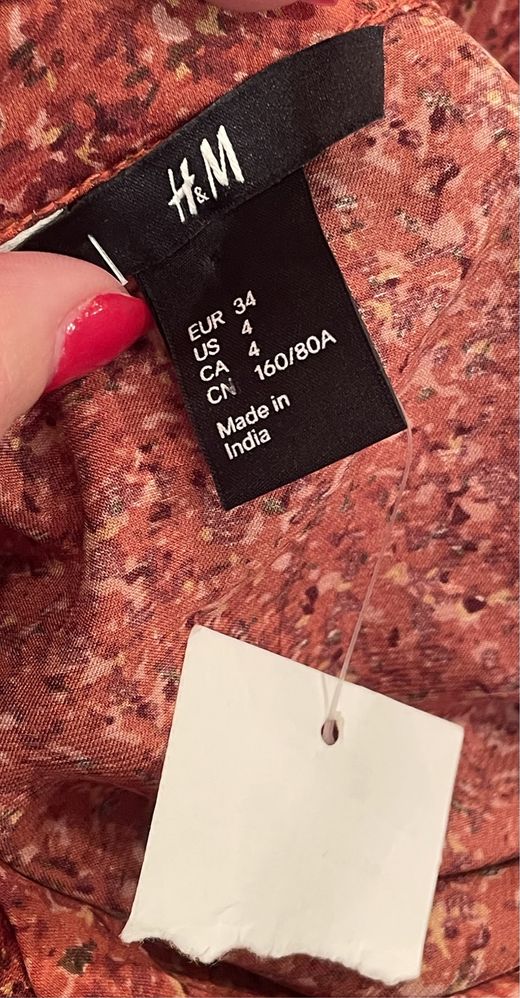 H&M
EUR 34
US 4
CA 4
CN 160/80A
Made in
India